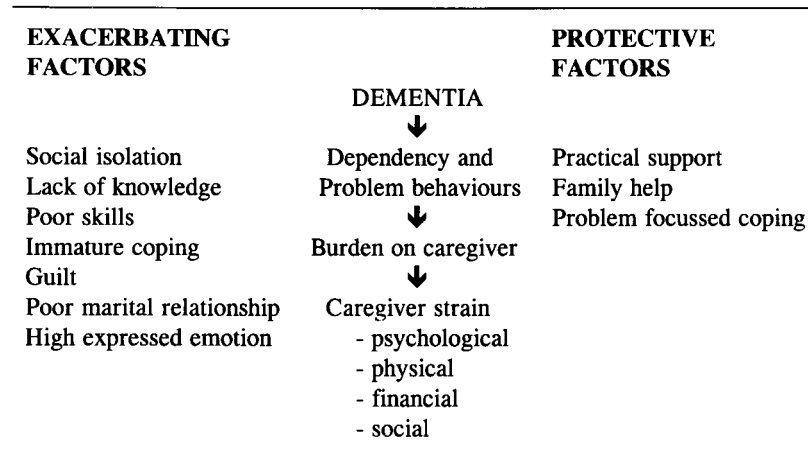 EXACERBATING
FACTORS
PROTECTIVE
FACTORS
DEMENTIA
Social isolation
Lack of knowledge
Poor skills
Immature coping
Guilt
Poor marital relationship
High expressed emotion
Dependency and
Problem behaviours
Burden on caregiver
Caregiver strain
- psychological
- physical
- financial
- social
Practical support
Family help
Problem focussed coping